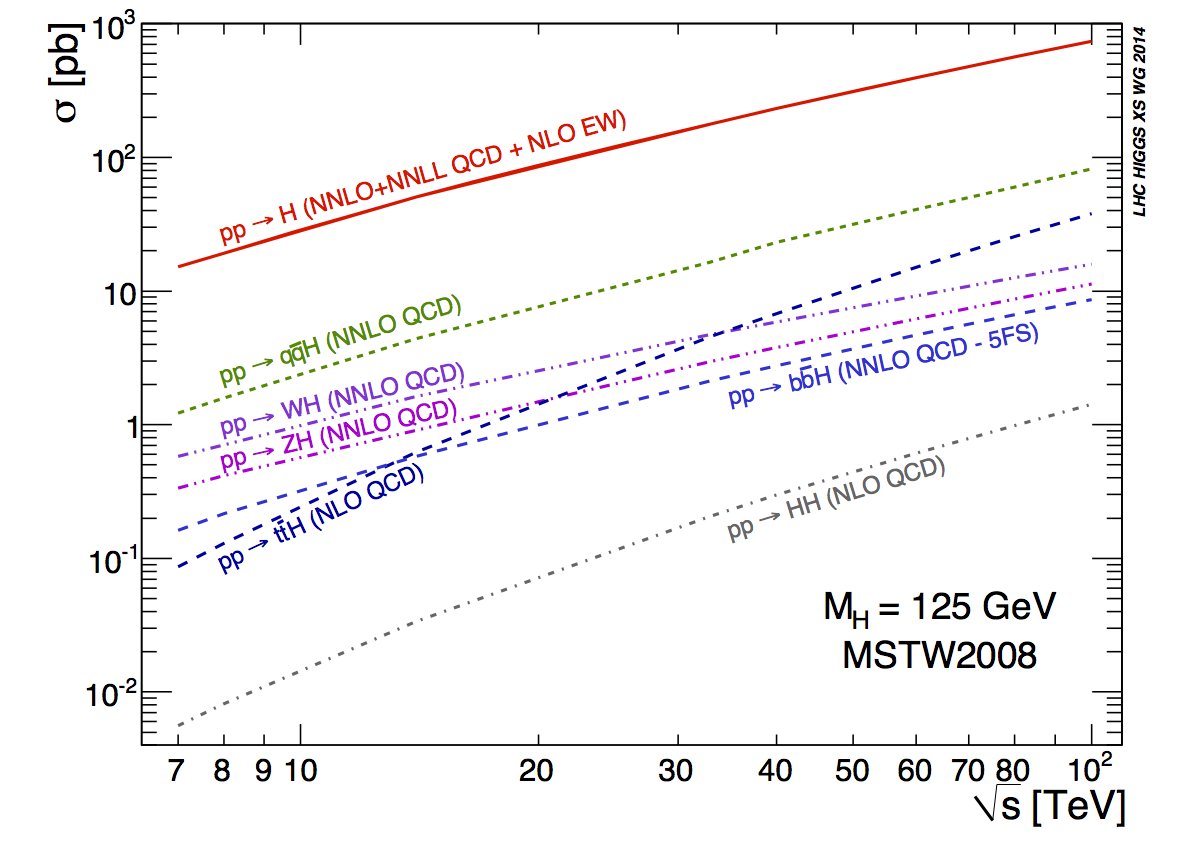 σ [pb]
10³
10²
10
1
10⁻¹
10⁻²
pp → H (NNLO+NNLL QCD + NLO EW)
pp → qq̅H (NNLO QCD)
pp → WH (NNLO QCD)
pp → ZH (NNLO QCD)
pp → tt̅H (NLO QCD)
pp → bb̅H (NNLO QCD - 5FS)
pp → HH (NLO QCD)
M_H = 125 GeV
MSTW2008
7 8 9 10 20 30 40 50 60 70 80 10²
√s [TeV]
LHC HIGGS XS WG 2014